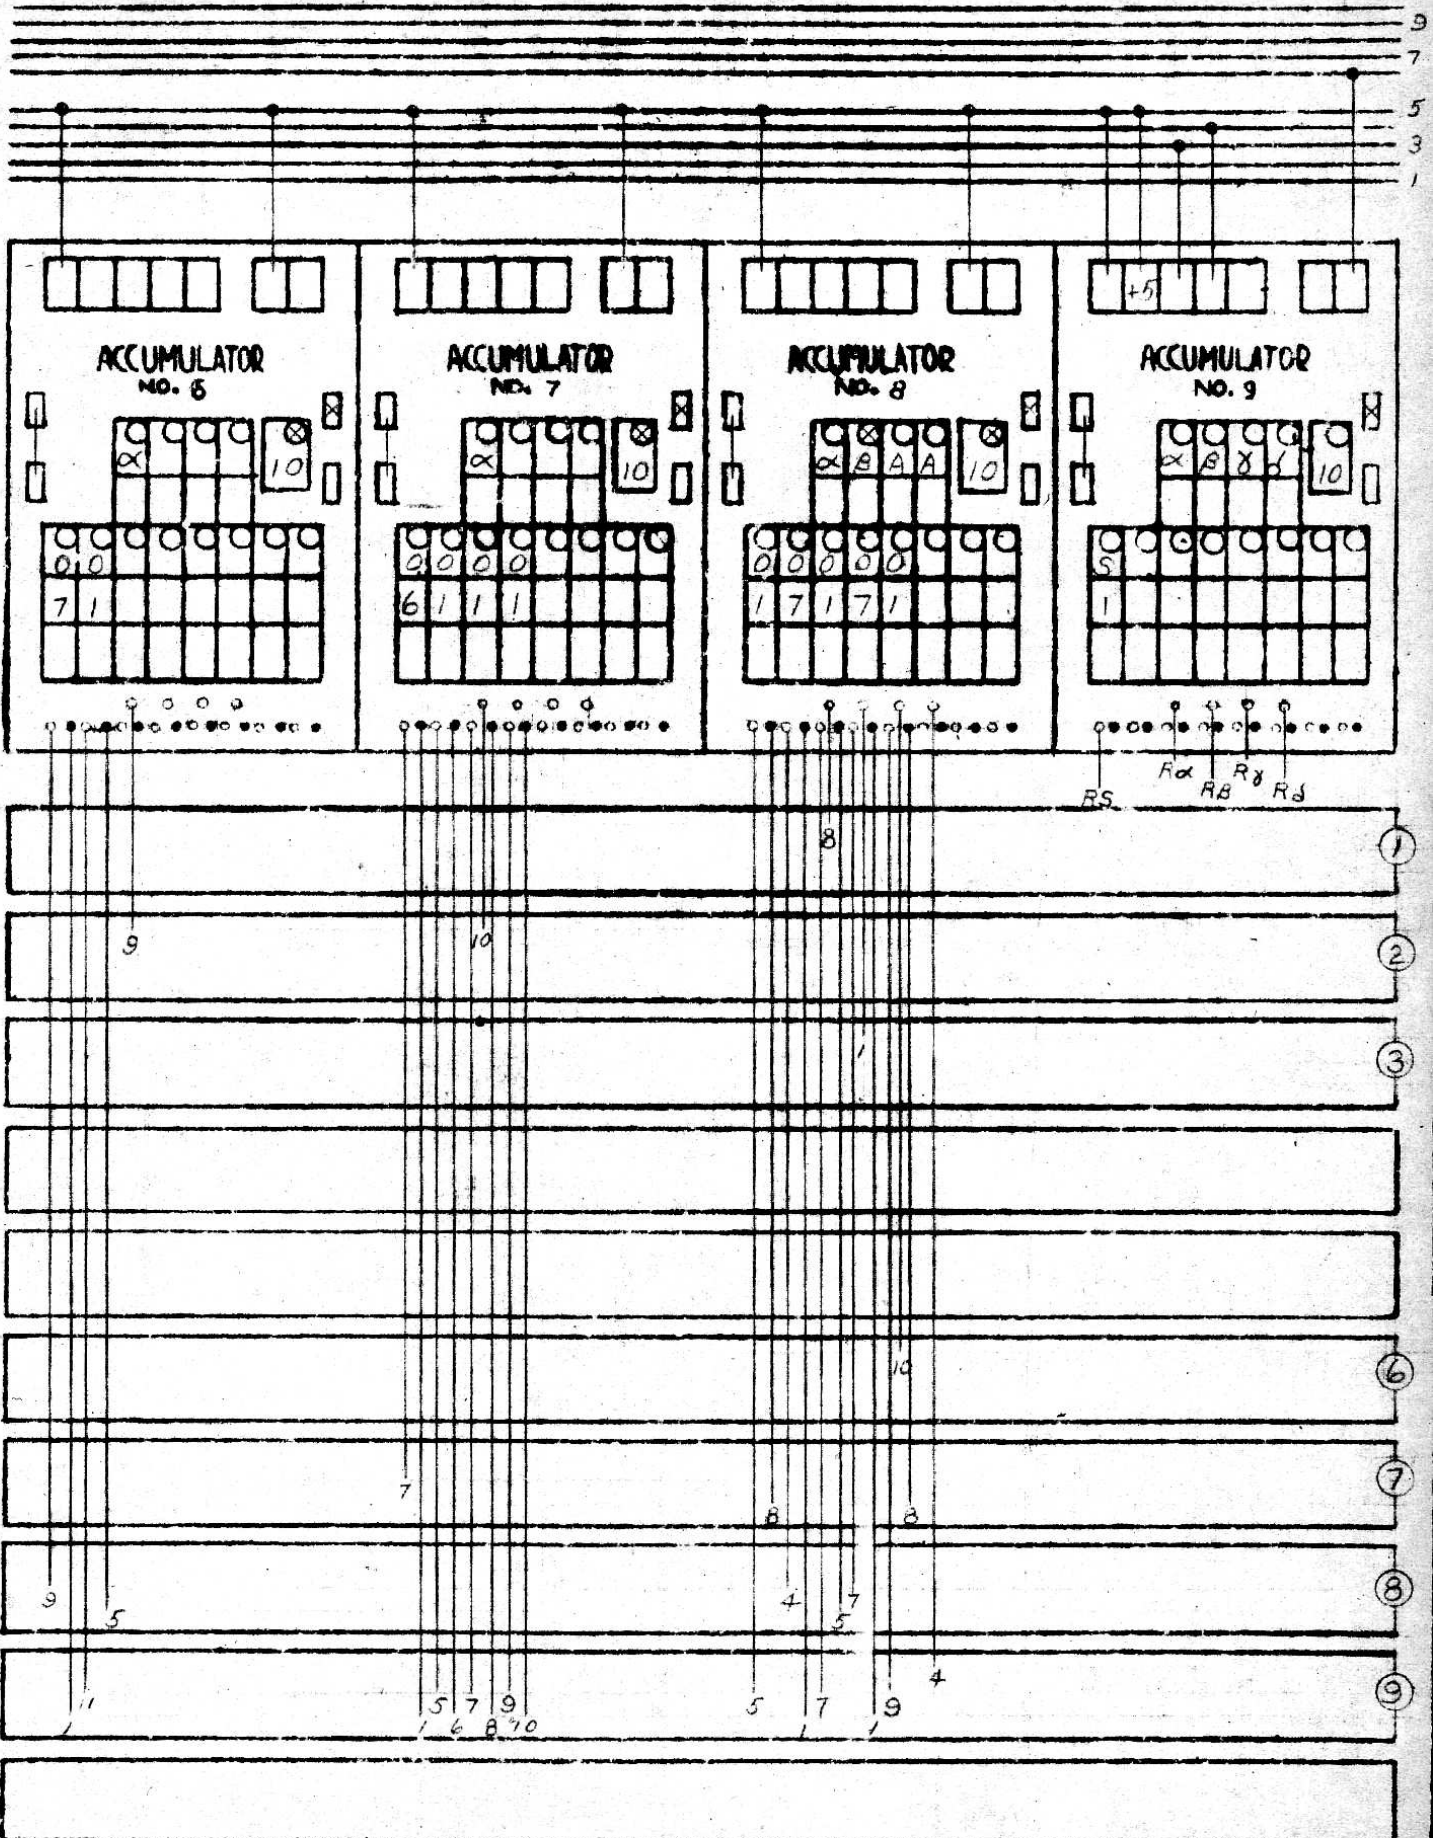 9
7
5
3
1
+5
ACCUMULATOR NO. 6
ACCUMULATOR NO. 7
ACCUMULATOR NO. 8
ACCUMULATOR NO. 9
α 10
α 10
α β A A 10
α β γ δ 10
0 0
0 0 0 0
0 0 0 0 0
S
7 1
6 1 1 1
1 7 1 7 1
1
Rα Rγ
Rβ Rδ
RS
8 1
9 10 2
1 3
10 6
7 8 8 7
9 5 4 5 7 8
11 5 7 9 5 7 9 4 9
1 1 6 8 10 1 1